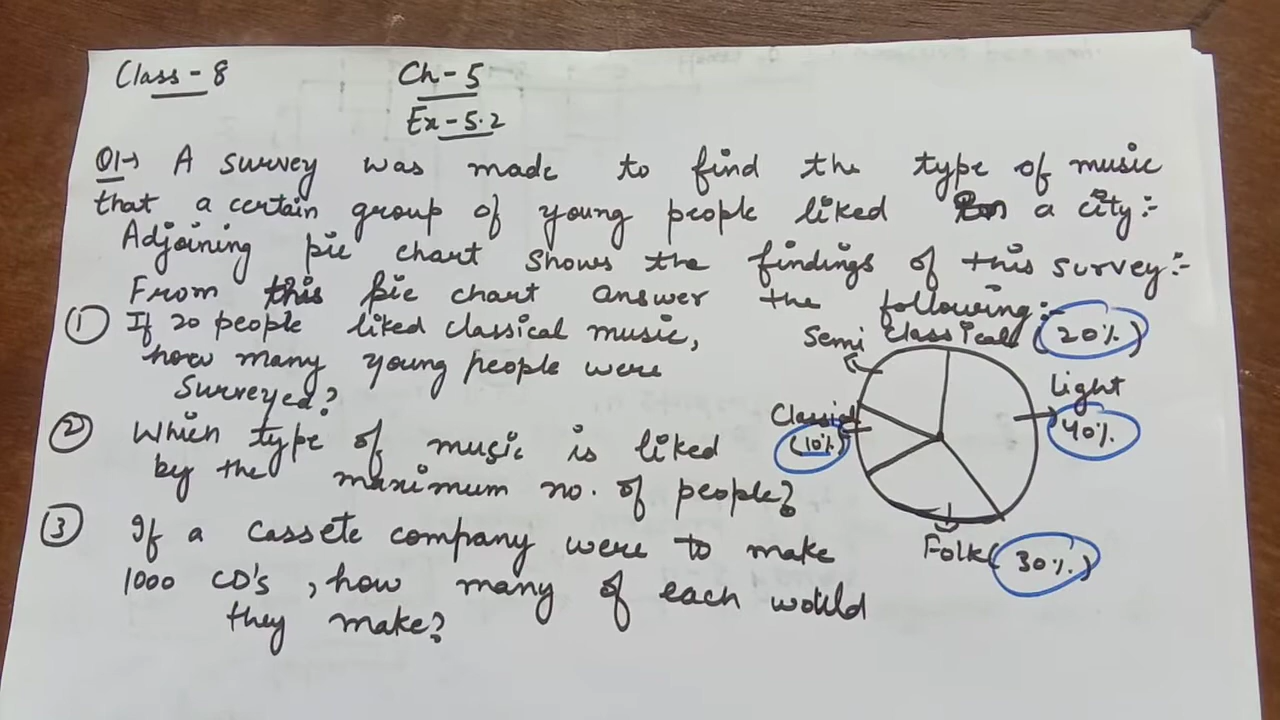 Class - 8
Ch - 5
Ex - 5.2
Q1→ A survey was made to find the type of music
that a certain group of young people liked in a city:-
Adjoining pie chart shows the findings of this survey:-
From this pie chart answer the following:-
① If 20 people liked classical music,
how many young people were
surveyed?
② Which type of music is liked
by the maximum no. of people?
③ If a cassete company were to make
1000 CD's, how many of each would
they make?
Semi Classical (20%)
Light
40%
Classical
(10%)
Folk (30%)